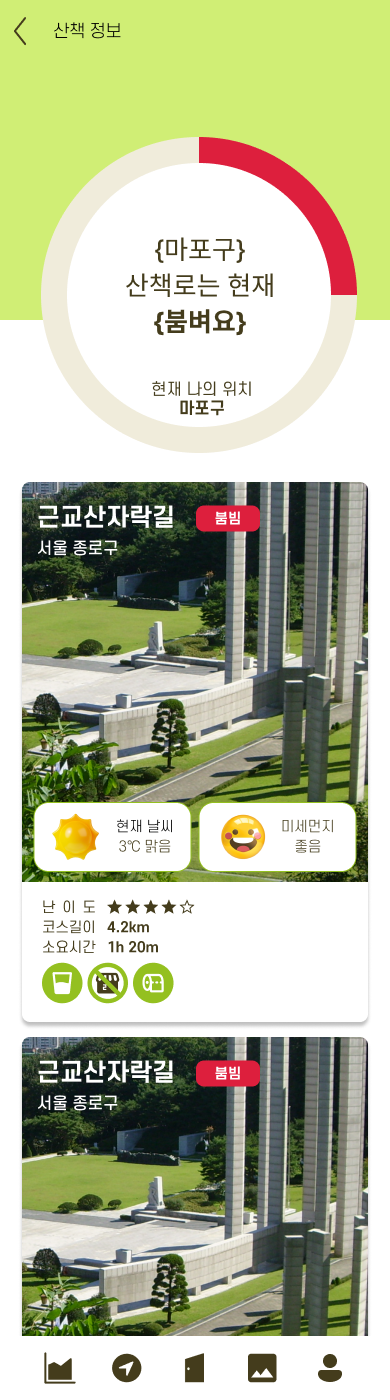 산책 정보
{마포구}
산책로는 현재
{붐벼요}
현재 나의 위치
마포구
근교산자락길 붐빔
서울 종로구
현재 날씨
3℃ 맑음
미세먼지
좋음
난 이 도 ★★★★☆
코스길이 4.2km
소요시간 1h 20m
근교산자락길 붐빔
서울 종로구